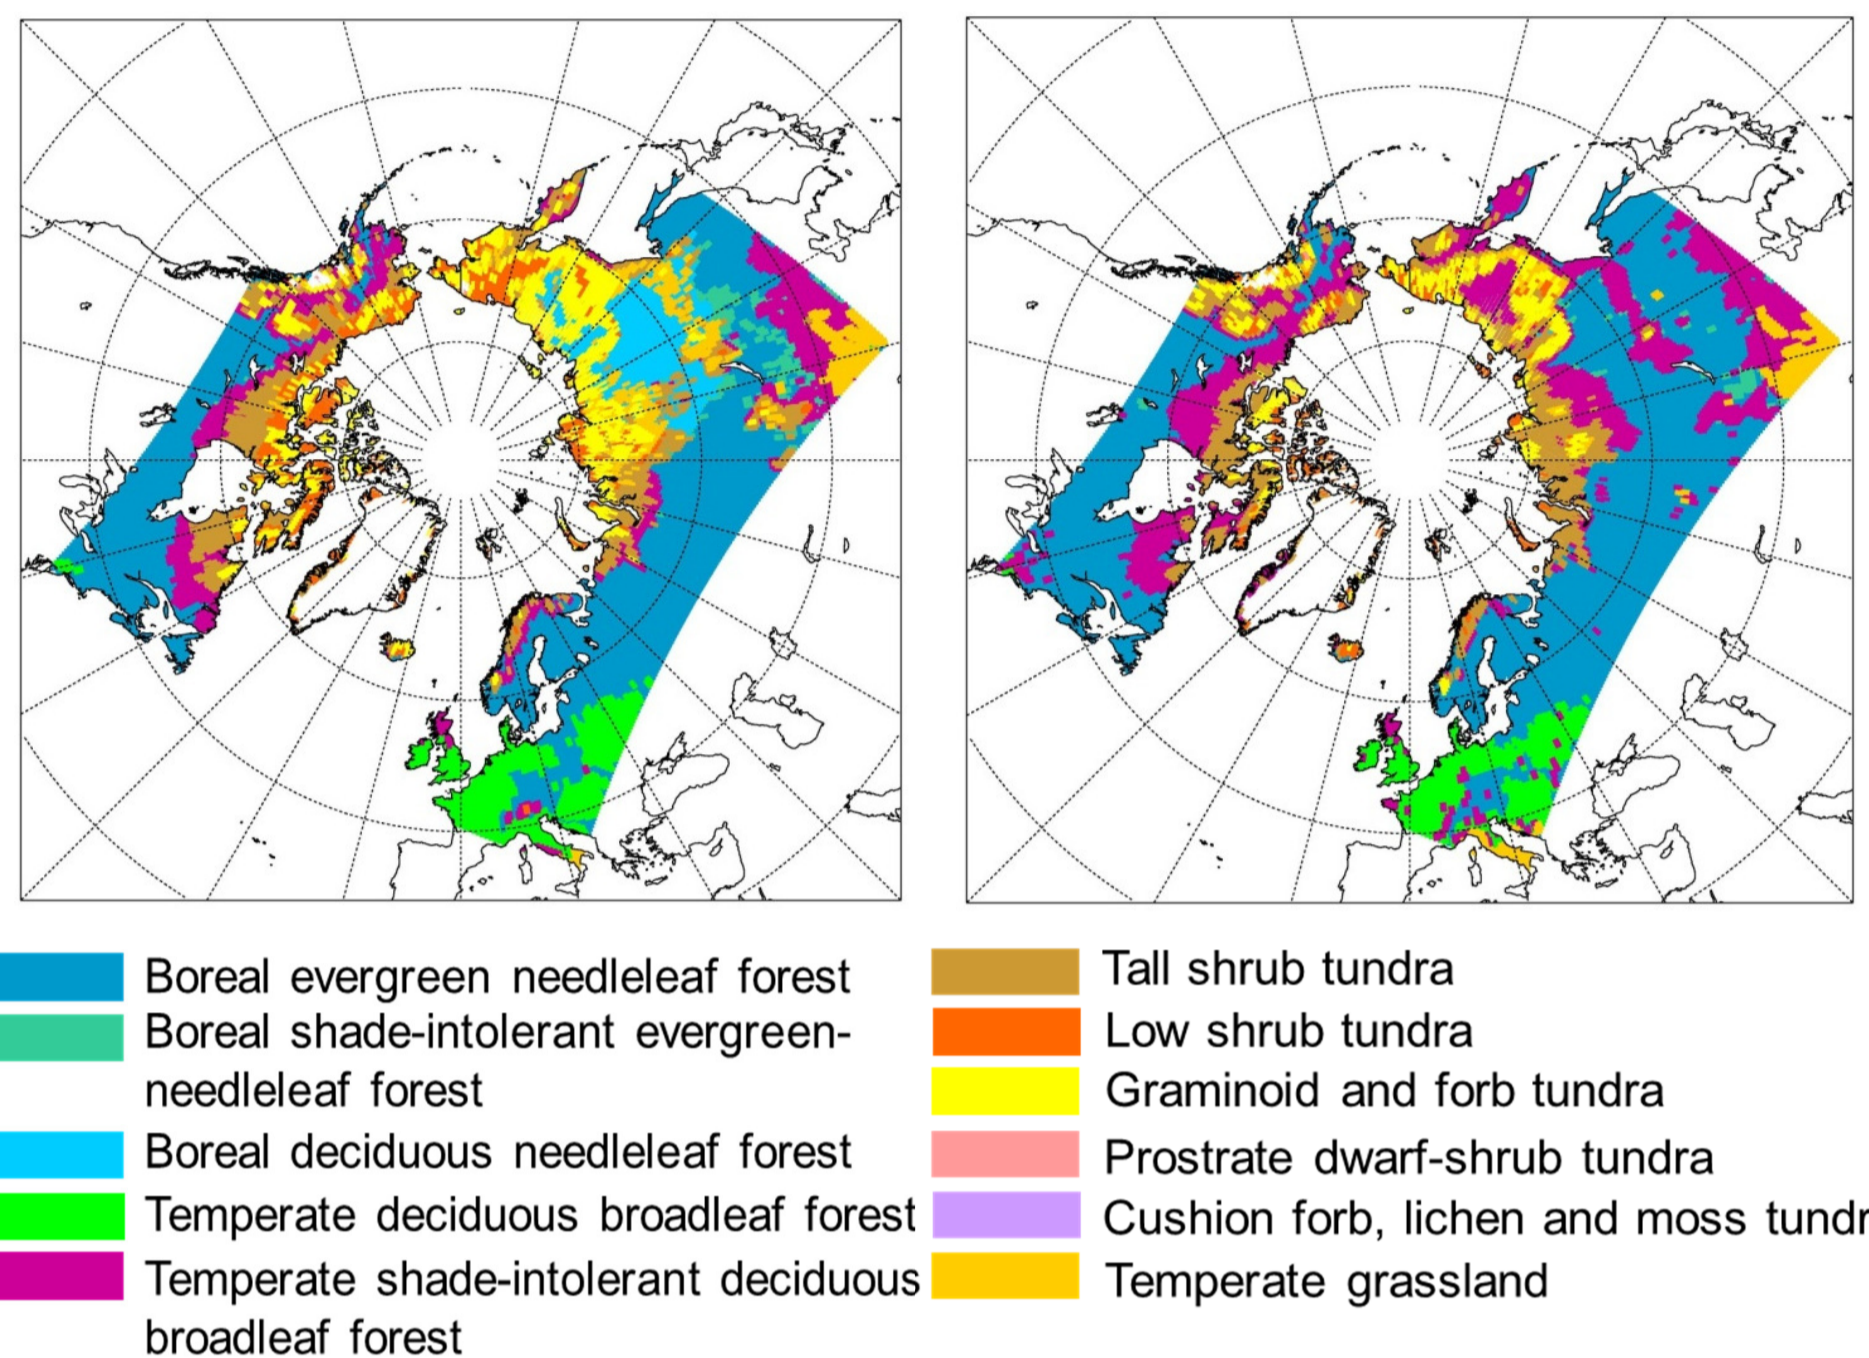 Boreal evergreen needleleaf forest
Boreal shade-intolerant evergreen-
needleleaf forest
Boreal deciduous needleleaf forest
Temperate deciduous broadleaf forest
Temperate shade-intolerant deciduous
broadleaf forest
Tall shrub tundra
Low shrub tundra
Graminoid and forb tundra
Prostrate dwarf-shrub tundra
Cushion forb, lichen and moss tundr
Temperate grassland